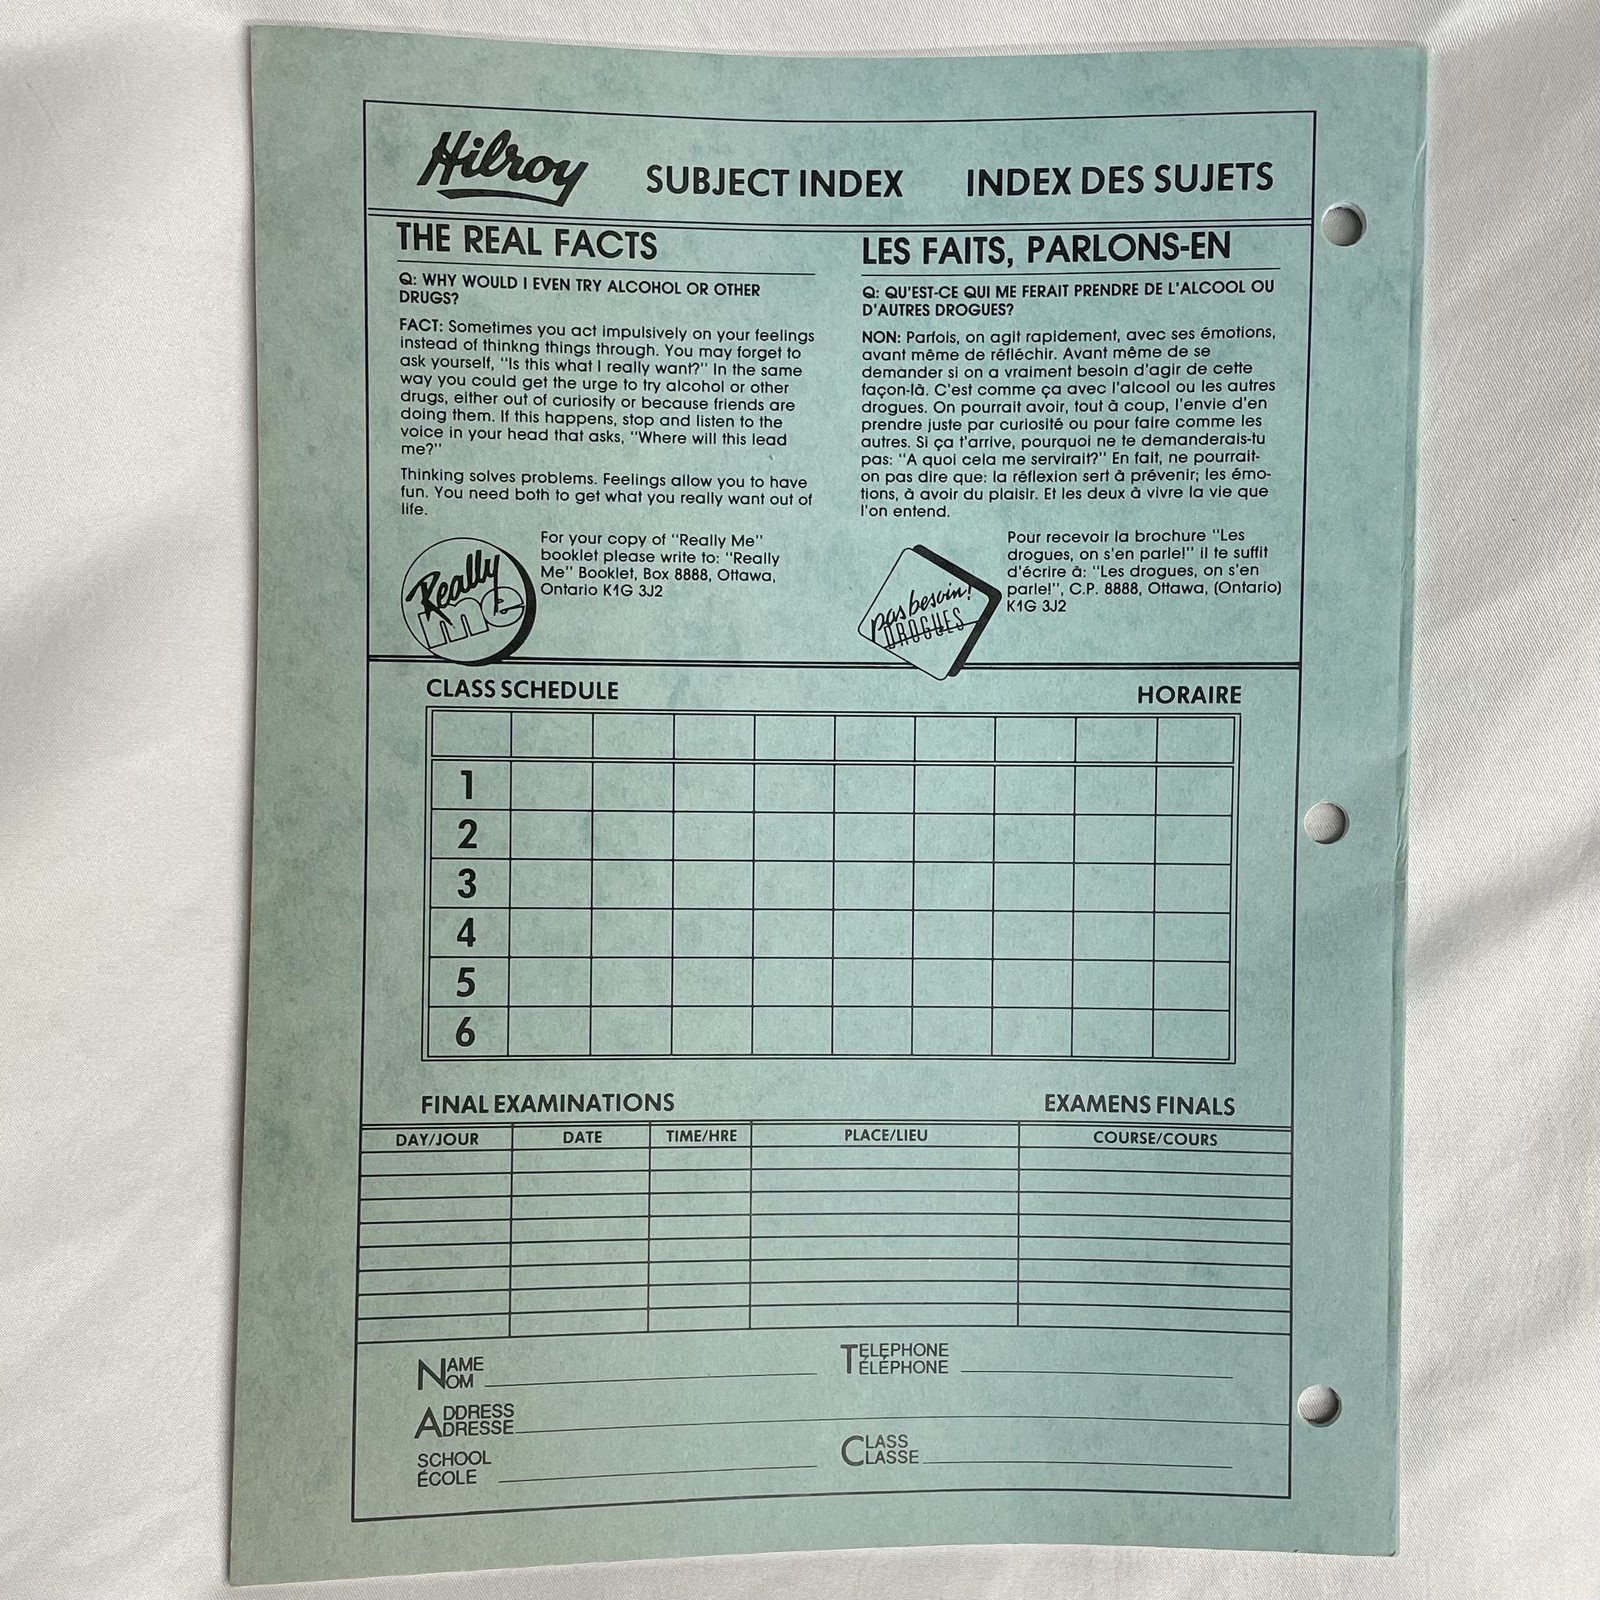 Hilroy
SUBJECT INDEX
INDEX DES SUJETS
THE REAL FACTS
Q: WHY WOULD I EVEN TRY ALCOHOL OR OTHER
DRUGS?
FACT: Sometimes you act impulsively on your feelings
instead of thinkng things through. You may forget to
ask yourself, "Is this what I really want?" In the same
way you could get the urge to try alcohol or other
drugs, either out of curiosity or because friends are
doing them. If this happens, stop and listen to the
voice in your head that asks, "Where will this lead
me?"
Thinking solves problems. Feelings allow you to have
fun. You need both to get what you really want out of
life.
Really
me
For your copy of "Really Me"
booklet please write to: "Really
Me" Booklet, Box 8888, Ottawa,
Ontario K1G 3J2
LES FAITS, PARLONS-EN
Q: QU'EST-CE QUI ME FERAIT PRENDRE DE L'ALCOOL OU
D'AUTRES DROGUES?
NON: Parfois, on agit rapidement, avec ses émotions,
avant même de réfléchir. Avant même de se
demander si on a vraiment besoin d'agir de cette
façon-là. C'est comme ça avec l'alcool ou les autres
drogues. On pourrait avoir, tout à coup, l'envie d'en
prendre juste par curiosité ou pour faire comme les
autres. Si ça t'arrive, pourquoi ne te demanderais-tu
pas: "A quoi cela me servirait?" En fait, ne pourrait-
on pas dire que: la réflexion sert à prévenir; les émo-
tions, à avoir du plaisir. Et les deux à vivre la vie que
l'on entend.
pas besoin!
DROGUES
Pour recevoir la brochure "Les
drogues, on s'en parle!" il te suffit
d'écrire à: "Les drogues, on s'en
parle!", C.P. 8888, Ottawa, (Ontario)
K1G 3J2
CLASS SCHEDULE
HORAIRE
1
2
3
4
5
6
FINAL EXAMINATIONS
EXAMENS FINALS
DAY/JOUR DATE TIME/HRE PLACE/LIEU COURSE/COURS
NAME
NOM
TELEPHONE
TÉLÉPHONE
ADDRESS
ADRESSE
SCHOOL
ÉCOLE
CLASS
CLASSE